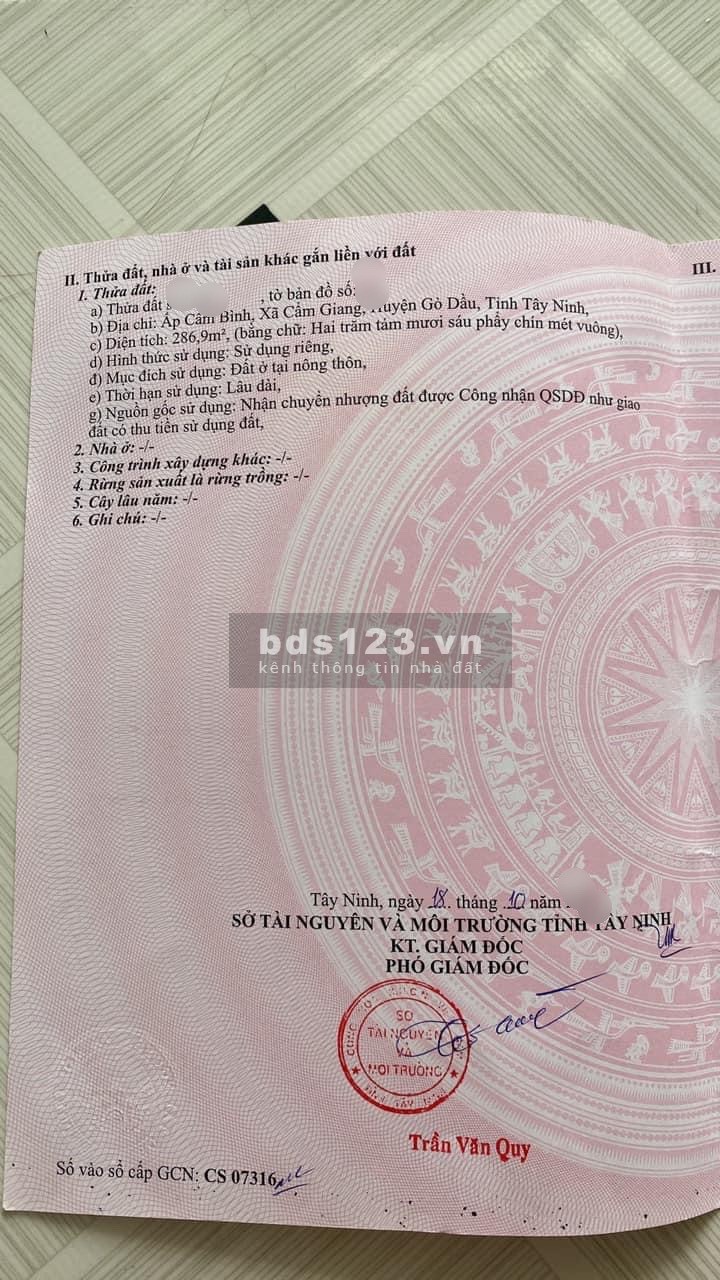 II. Thửa đất, nhà ở và tài sản khác gắn liền với đất
III.
1. Thửa đất:
a) Thửa đất , tờ bản đồ số:
b) Địa chỉ: Ấp Cẩm Bình, Xã Cẩm Giang, Huyện Gò Dầu, Tỉnh Tây Ninh,
c) Diện tích: 286,9m², (bằng chữ: Hai trăm tám mươi sáu phẩy chín mét vuông),
d) Hình thức sử dụng: Sử dụng riêng,
đ) Mục đích sử dụng: Đất ở tại nông thôn,
e) Thời hạn sử dụng: Lâu dài,
g) Nguồn gốc sử dụng: Nhận chuyển nhượng đất được Công nhận QSDĐ như giao
đất có thu tiền sử dụng đất,
2. Nhà ở: -/-
3. Công trình xây dựng khác: -/-
4. Rừng sản xuất là rừng trồng: -/-
5. Cây lâu năm: -/-
6. Ghi chú: -/-
bds123.vn
kênh thông tin nhà đất
Tây Ninh, ngày 18. tháng .10 năm
SỞ TÀI NGUYÊN VÀ MÔI TRƯỜNG TỈNH TÂY NINH
KT. GIÁM ĐỐC
PHÓ GIÁM ĐỐC
SỞ
TÀI NGUYÊN
VÀ
MÔI TRƯỜNG
Trần Văn Quy
Số vào sổ cấp GCN: CS 07316